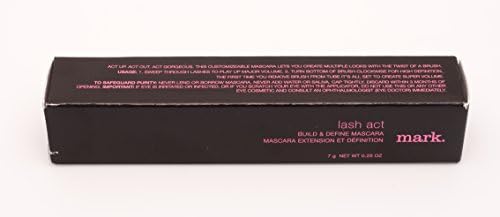 ACT UP. ACT OUT. ACT GORGEOUS. THIS CUSTOMIZABLE MASCARA LETS YOU CREATE MULTIPLE LOOKS WITH THE TWIST OF A BRUSH.
USAGE: 1. SWEEP THROUGH LASHES TO PLAY UP MAJOR VOLUME. 2. TURN BOTTOM OF BRUSH CLOCKWISE FOR HIGH DEFINITION.
THE FIRST TIME YOU REMOVE BRUSH FROM TUBE IT'S ALL SET TO CREATE SUPER VOLUME.
TO SAFEGUARD PURITY: NEVER LEND OR BORROW MASCARA. NEVER ADD WATER OR SALIVA. CAP TIGHTLY. DISCARD WITHIN 3 MONTHS OF
OPENING. IMPORTANT: IF EYE IS IRRITATED OR INFECTED, OR IF YOU SCRATCH YOUR EYE WITH THE APPLICATOR, DO NOT USE THIS OR ANY OTHER
EYE COSMETIC AND CONSULT AN OPHTHALMOLOGIST (EYE DOCTOR) IMMEDIATELY.
lash act
BUILD & DEFINE MASCARA
MASCARA EXTENSION ET DÉFINITION
mark.
7 g NET WT 0.25 OZ